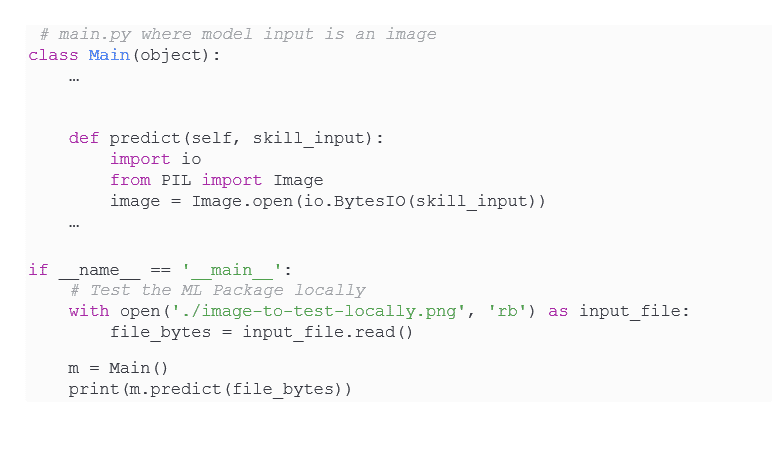 # main.py where model input is an image
class Main(object):
…
def predict(self, skill_input):
import io
from PIL import Image
image = Image.open(io.BytesIO(skill_input))
…
if __name__ == '__main__':
# Test the ML Package locally
with open('./image-to-test-locally.png', 'rb') as input_file:
file_bytes = input_file.read()
m = Main()
print(m.predict(file_bytes))